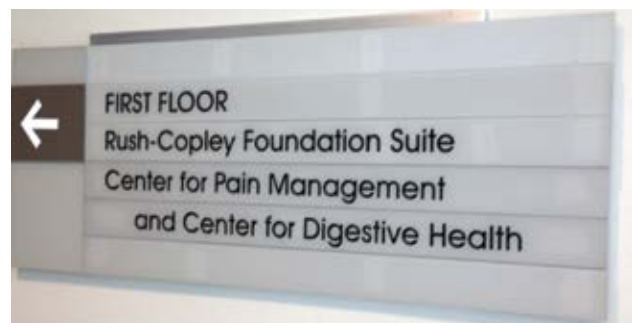 FIRST FLOOR
Rush-Copley Foundation Suite
Center for Pain Management
and Center for Digestive Health